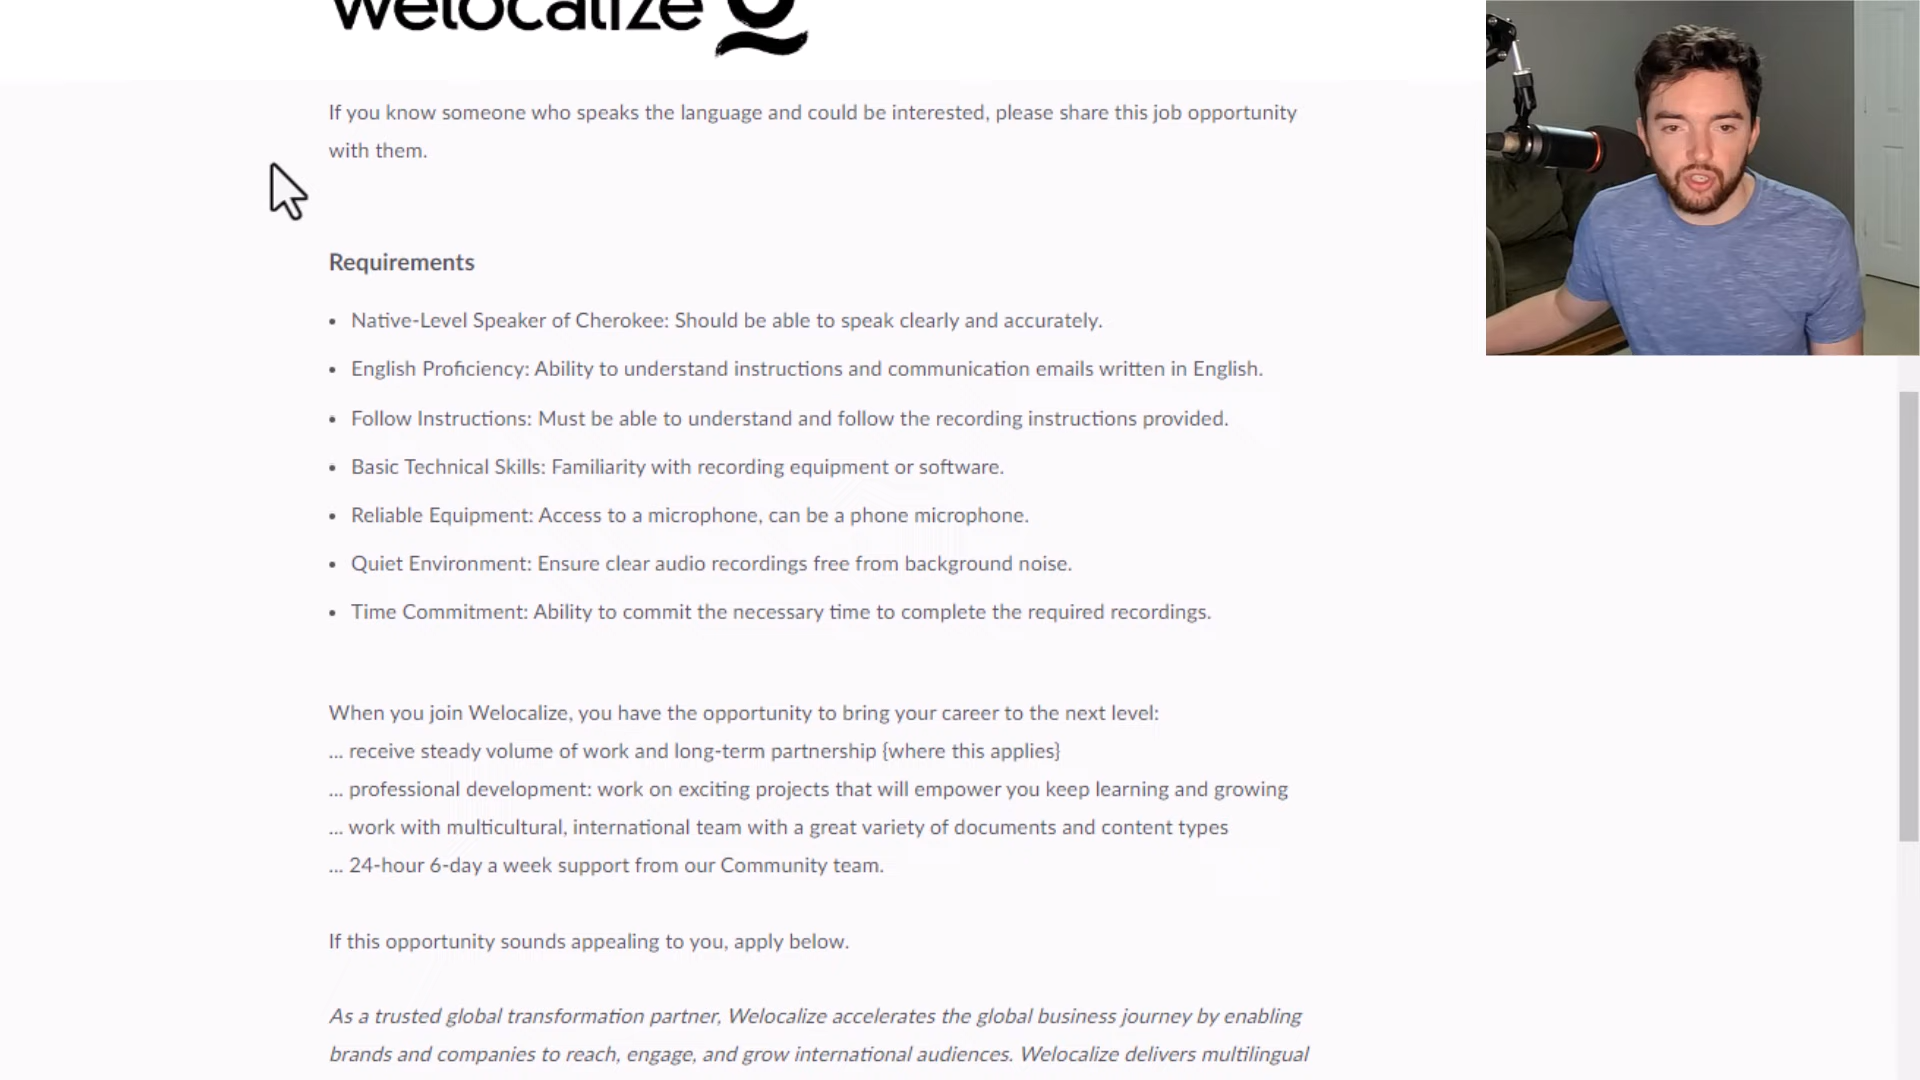 welocalize
If you know someone who speaks the language and could be interested, please share this job opportunity
with them.
Requirements
• Native-Level Speaker of Cherokee: Should be able to speak clearly and accurately.
• English Proficiency: Ability to understand instructions and communication emails written in English.
• Follow Instructions: Must be able to understand and follow the recording instructions provided.
• Basic Technical Skills: Familiarity with recording equipment or software.
• Reliable Equipment: Access to a microphone, can be a phone microphone.
• Quiet Environment: Ensure clear audio recordings free from background noise.
• Time Commitment: Ability to commit the necessary time to complete the required recordings.
When you join Welocalize, you have the opportunity to bring your career to the next level:
... receive steady volume of work and long-term partnership {where this applies}
... professional development: work on exciting projects that will empower you keep learning and growing
... work with multicultural, international team with a great variety of documents and content types
... 24-hour 6-day a week support from our Community team.
If this opportunity sounds appealing to you, apply below.
As a trusted global transformation partner, Welocalize accelerates the global business journey by enabling
brands and companies to reach, engage, and grow international audiences. Welocalize delivers multilingual